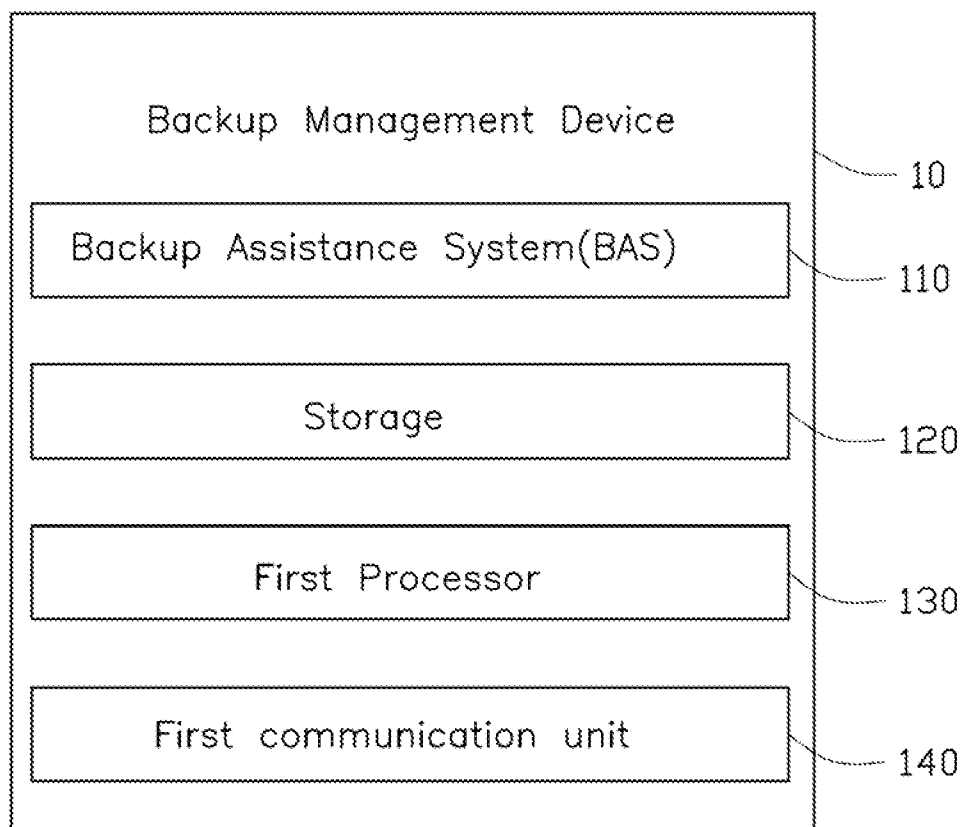 Backup Management Device
10
Backup Assistance System(BAS)
110
Storage
120
First Processor
130
First communication unit
140